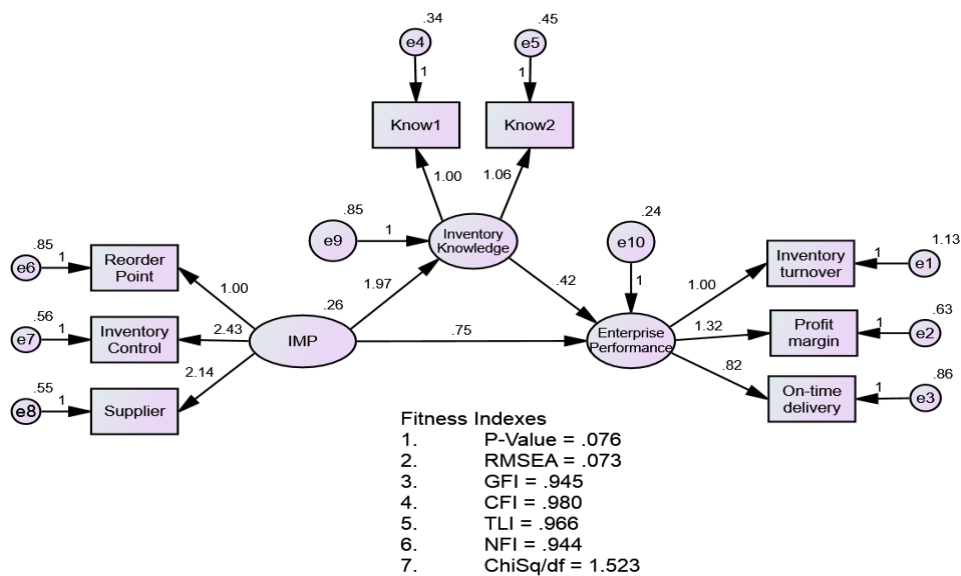 .34
.45
e4
e5
1
1
Know1
Know2
1.00
1.06
.85
.24
e9
1
Inventory
Knowledge
e10
1
.85
e6
1
Reorder
Point
1.00
1.97
.42
1.00
Inventory
turnover
1
1.13
e1
.56
e7
1
Inventory
Control
2.43
.26
IMP
.75
Enterprise
Performance
1.32
Profit
margin
1
.63
e2
.55
e8
1
Supplier
2.14
.82
On-time
delivery
1
.86
e3
Fitness Indexes
1. P-Value = .076
2. RMSEA = .073
3. GFI = .945
4. CFI = .980
5. TLI = .966
6. NFI = .944
7. ChiSq/df = 1.523